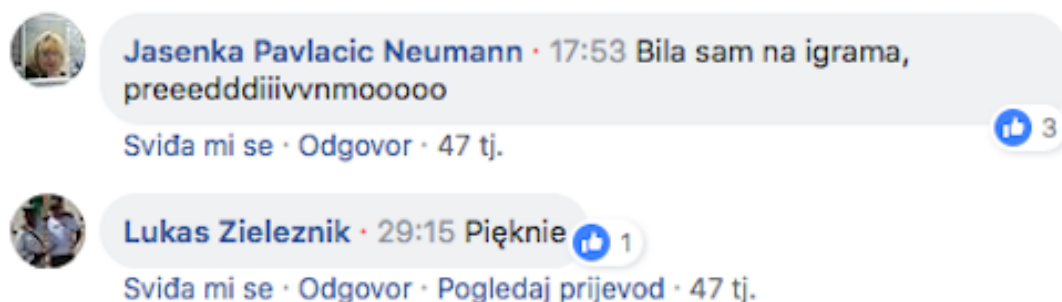 Jasenka Pavlacic Neumann · 17:53 Bila sam na igrama,
preeedddiiivvnmooooo
3
Sviđa mi se · Odgovor · 47 tj.
Lukas Zieleznik · 29:15 Pięknie 1
Sviđa mi se · Odgovor · Pogledaj prijevod · 47 tj.